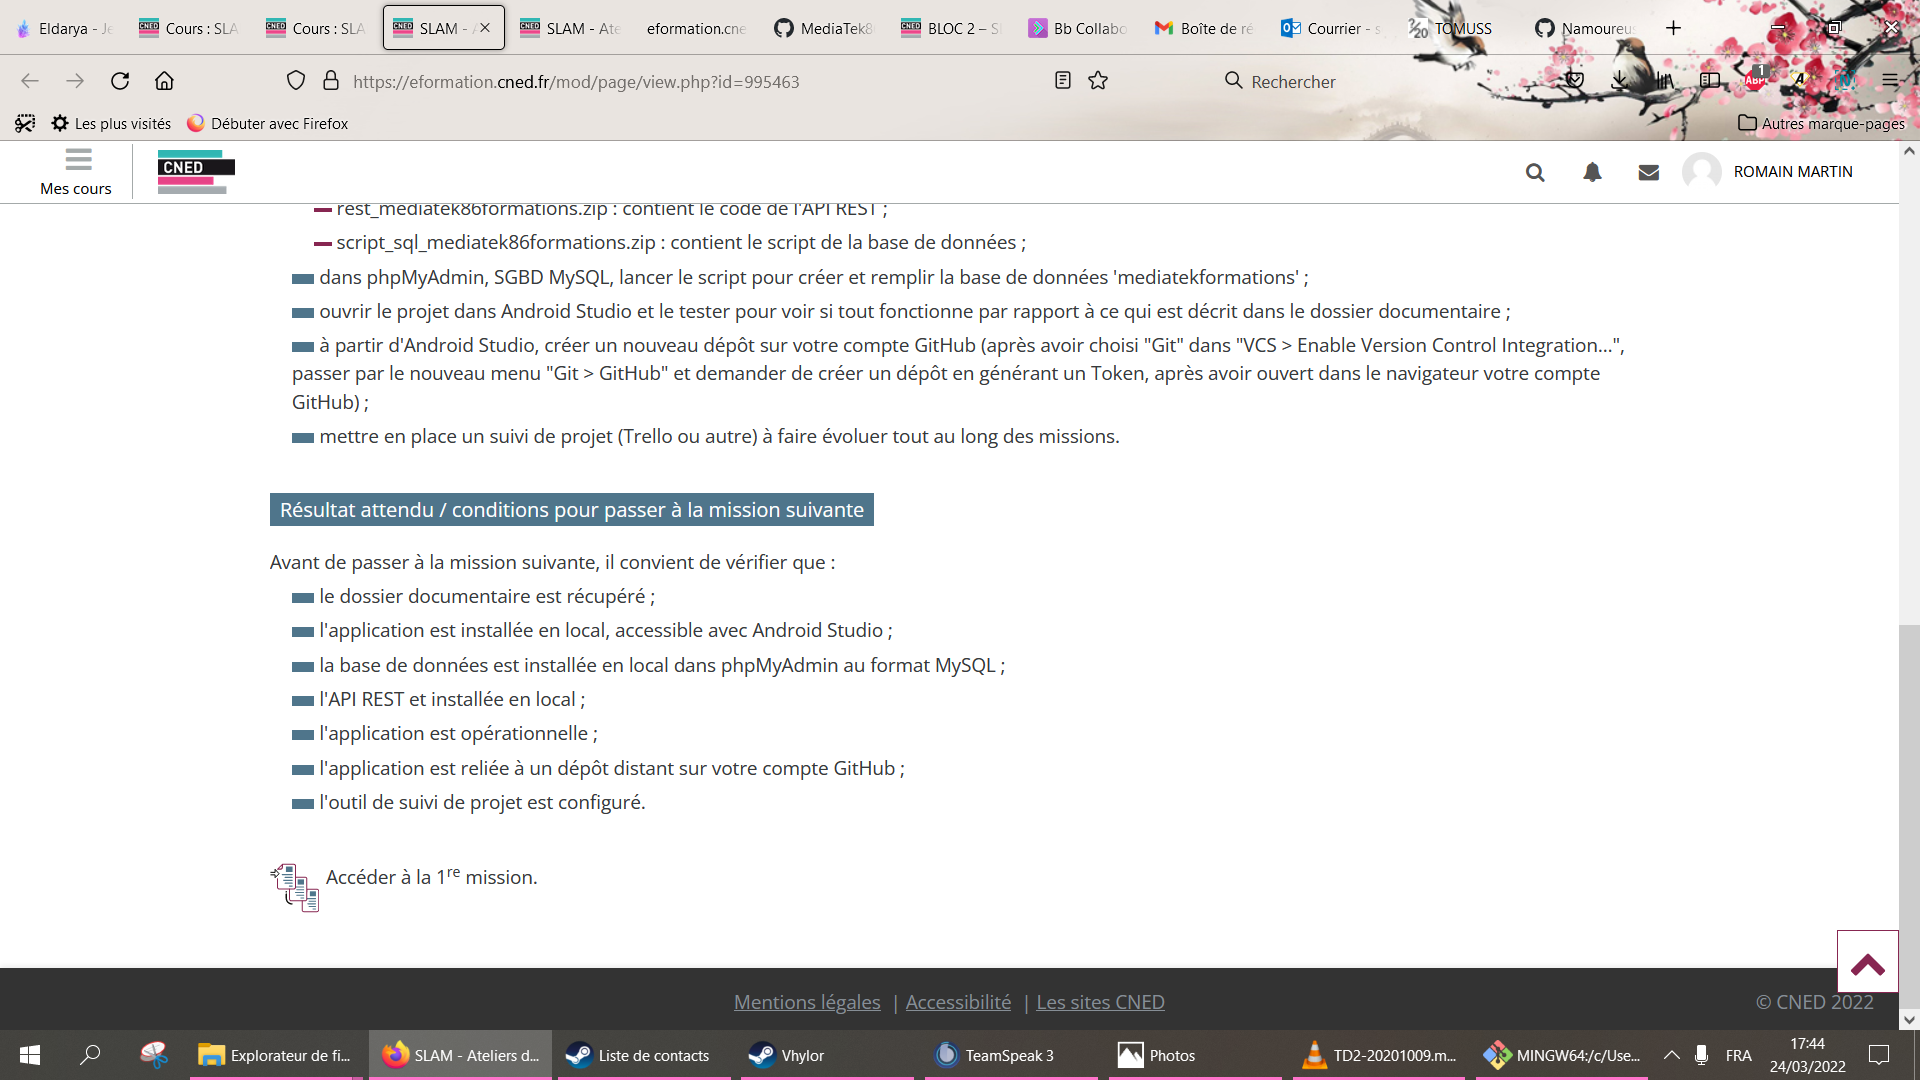 Eldarya - Je
Cours : SLA
Cours : SLA
SLAM - A
SLAM - Ate
eformation.cne
MediaTek8
BLOC 2 – Sl
Bb Collabo
Boîte de ré
Courrier - s
20
TOMUSS
Namoureus
https://eformation.cned.fr/mod/page/view.php?id=995463
Rechercher
ABP
1
Les plus visités
Débuter avec Firefox
Autres marque-pages
Mes cours
CNED
ROMAIN MARTIN
rest_mediatek86formations.zip : contient le code de l'API REST ;
script_sql_mediatek86formations.zip : contient le script de la base de données ;
dans phpMyAdmin, SGBD MySQL, lancer le script pour créer et remplir la base de données 'mediatekformations' ;
ouvrir le projet dans Android Studio et le tester pour voir si tout fonctionne par rapport à ce qui est décrit dans le dossier documentaire ;
à partir d'Android Studio, créer un nouveau dépôt sur votre compte GitHub (après avoir choisi "Git" dans "VCS > Enable Version Control Integration...",
passer par le nouveau menu "Git > GitHub" et demander de créer un dépôt en générant un Token, après avoir ouvert dans le navigateur votre compte
GitHub) ;
mettre en place un suivi de projet (Trello ou autre) à faire évoluer tout au long des missions.
Résultat attendu / conditions pour passer à la mission suivante
Avant de passer à la mission suivante, il convient de vérifier que :
le dossier documentaire est récupéré ;
l'application est installée en local, accessible avec Android Studio ;
la base de données est installée en local dans phpMyAdmin au format MySQL ;
l'API REST et installée en local ;
l'application est opérationnelle ;
l'application est reliée à un dépôt distant sur votre compte GitHub ;
l'outil de suivi de projet est configuré.
Accéder à la 1re mission.
Mentions légales | Accessibilité | Les sites CNED
© CNED 2022
Explorateur de fi...
SLAM - Ateliers d...
Liste de contacts
Vhylor
TeamSpeak 3
Photos
TD2-20201009.m...
MINGW64:/c/Use...
FRA
17:44
24/03/2022